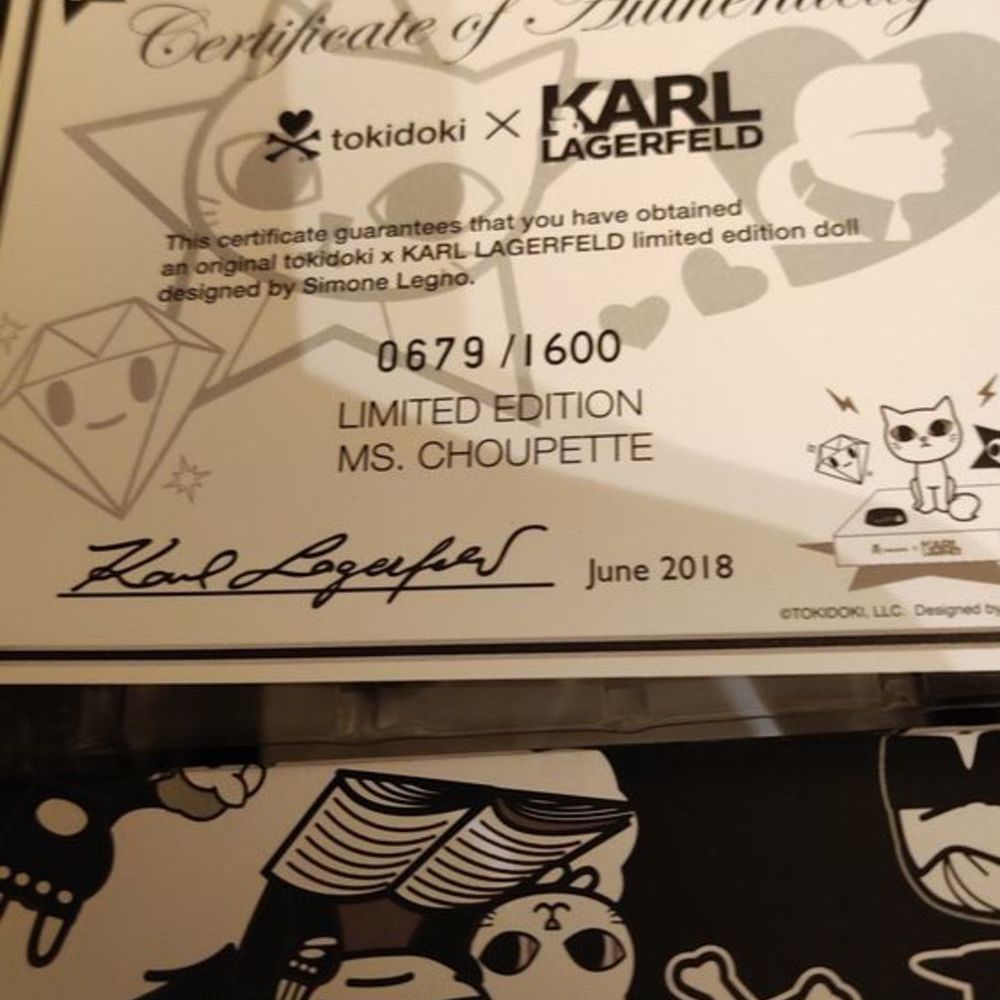 Certificate of Authenticity
tokidoki × KARL
LAGERFELD
This certificate guarantees that you have obtained
an original tokidoki x KARL LAGERFELD limited edition doll
designed by Simone Legno.
0679/1600
LIMITED EDITION
MS. CHOUPETTE
Karl Lagerfeld June 2018
©TOKIDOKI, LLC. Designed by